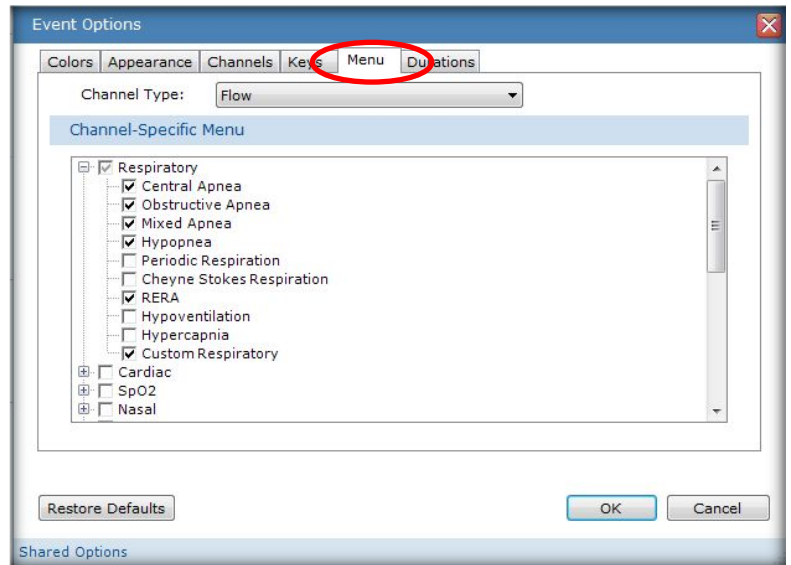 Event Options
Colors Appearance Channels Keys Menu Durations
Channel Type: Flow
Channel-Specific Menu
Respiratory
Central Apnea
Obstructive Apnea
Mixed Apnea
Hypopnea
Periodic Respiration
Cheyne Stokes Respiration
RERA
Hypoventilation
Hypercapnia
Custom Respiratory
Cardiac
SpO2
Nasal
Restore Defaults OK Cancel
Shared Options